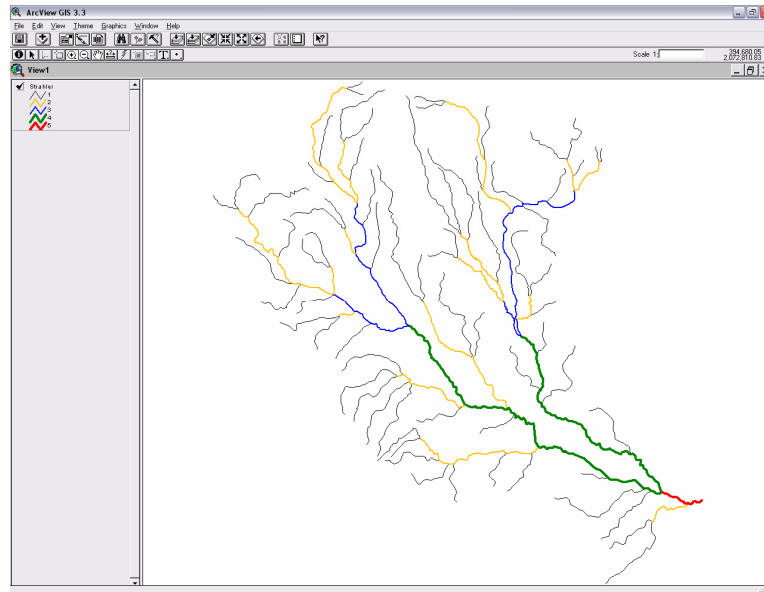 ArcView GIS 3.3
File Edit View Theme Graphics Window Help
Scale 1:
394,680.05
2,072,810.83
View1
Strahler
1
2
3
4
5